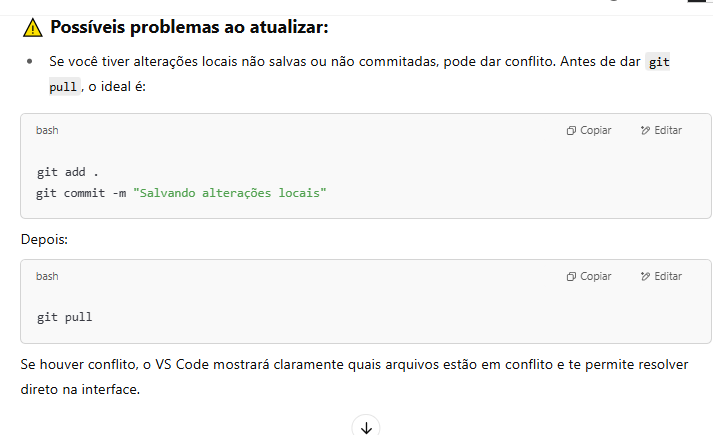 ⚠️ Possíveis problemas ao atualizar:
• Se você tiver alterações locais não salvas ou não commitadas, pode dar conflito. Antes de dar git
pull, o ideal é:
bash Copiar Editar
git add .
git commit -m "Salvando alterações locais"
Depois:
bash Copiar Editar
git pull
Se houver conflito, o VS Code mostrará claramente quais arquivos estão em conflito e te permite resolver
direto na interface.